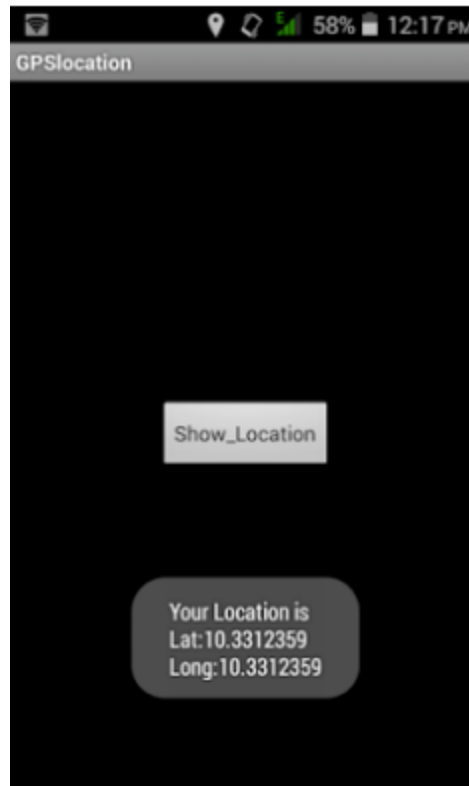 E 58% 12:17 PM
GPSlocation
Show_Location
Your Location is
Lat:10.3312359
Long:10.3312359